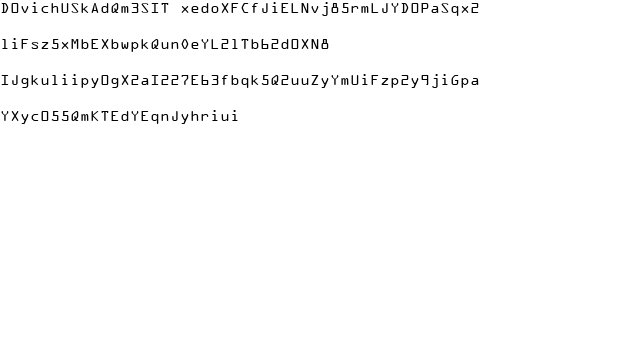 DOvichUSkAdQm3SIT xedoXFCfJiELNvj85rmLJYDOPaSqx2
liFsz5xMbEXbwpkQun0eYL2lTb62dOXN8
IJgkuliipyOgX2aI227E63fbqk5Q2uuZyYmUiFzp2y9jiGpa
YXycO55QmKTEdYEqnJyhriui